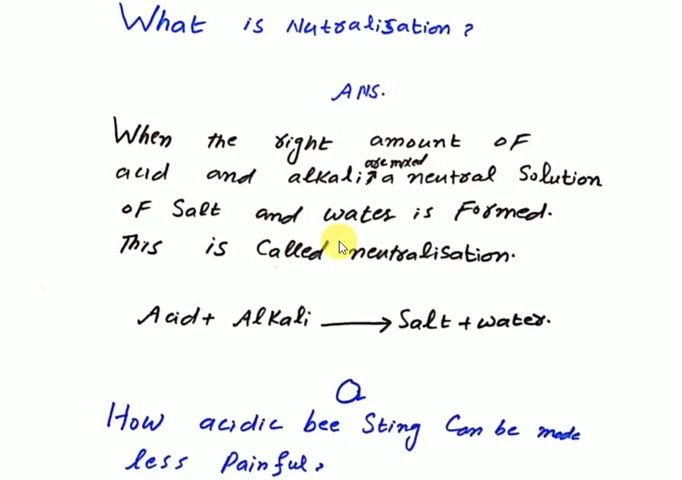 What is Nutralisation?
ANS.
When the right amount OF
are mixed
acid and alkali, a neutral Solution
OF Salt and water is Formed.
This is Called neutralisation.
Acid + Alkali → Salt + water.
Q
How acidic bee Sting Can be made
less Painful?